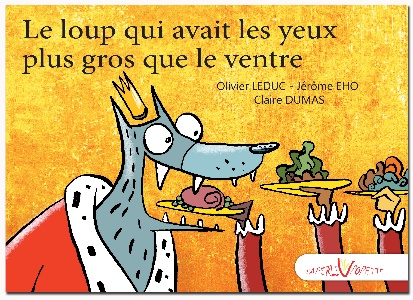 Le loup qui avait les yeux
plus gros que le ventre
Olivier LEDUC - Jérôme EHO
Claire DUMAS